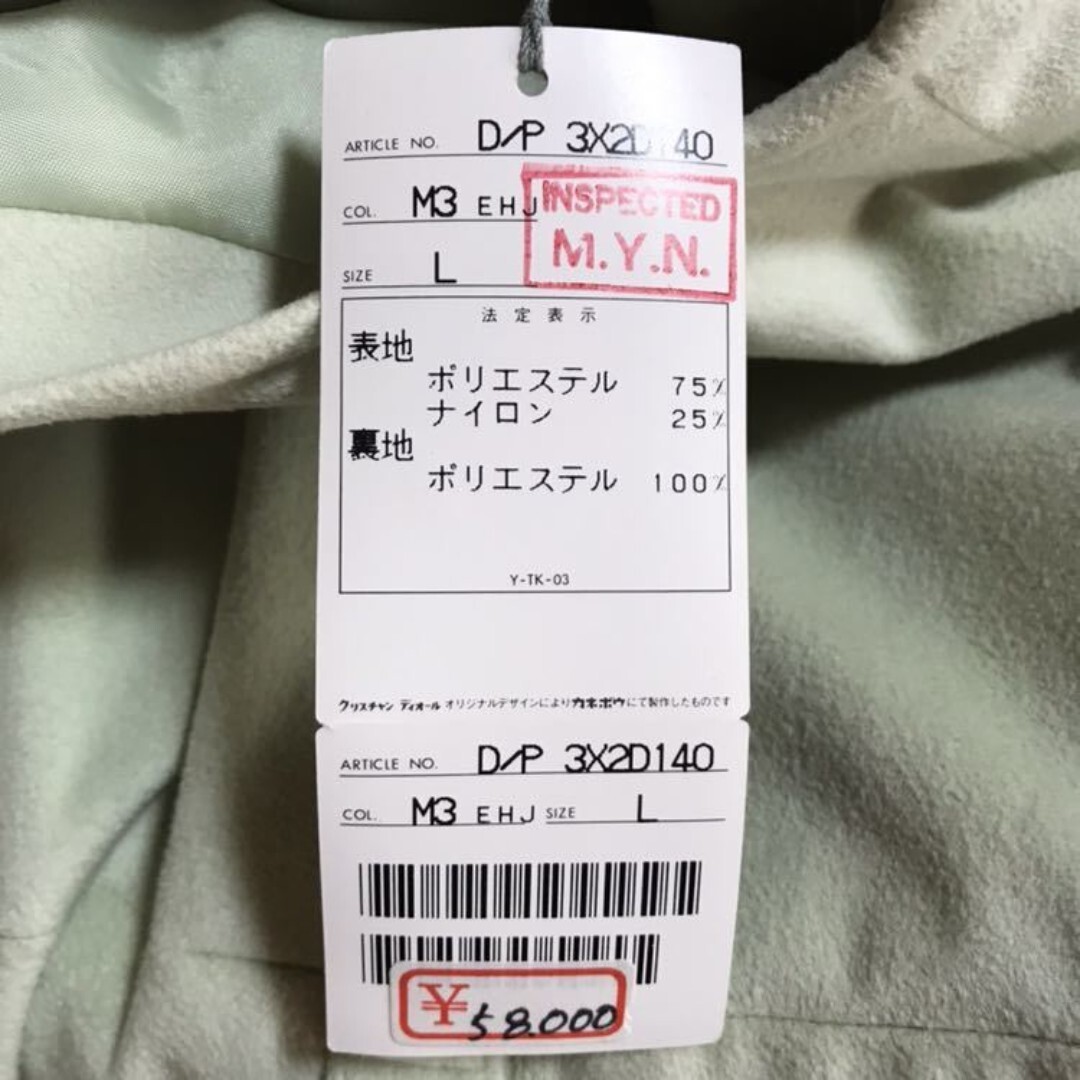 ARTICLE NO. D/P 3X2D140
COL. M3 EHJ
INSPECTED
M.Y.N.
SIZE L
法定表示
表地
ポリエステル 75%
ナイロン 25%
裏地
ポリエステル 100%
Y-TK-03
クリスチャン ディオール オリジナルデザインによりカネボウにて製作したものです
ARTICLE NO. D/P 3X2D140
COL. M3 EHJ SIZE L
¥58.000